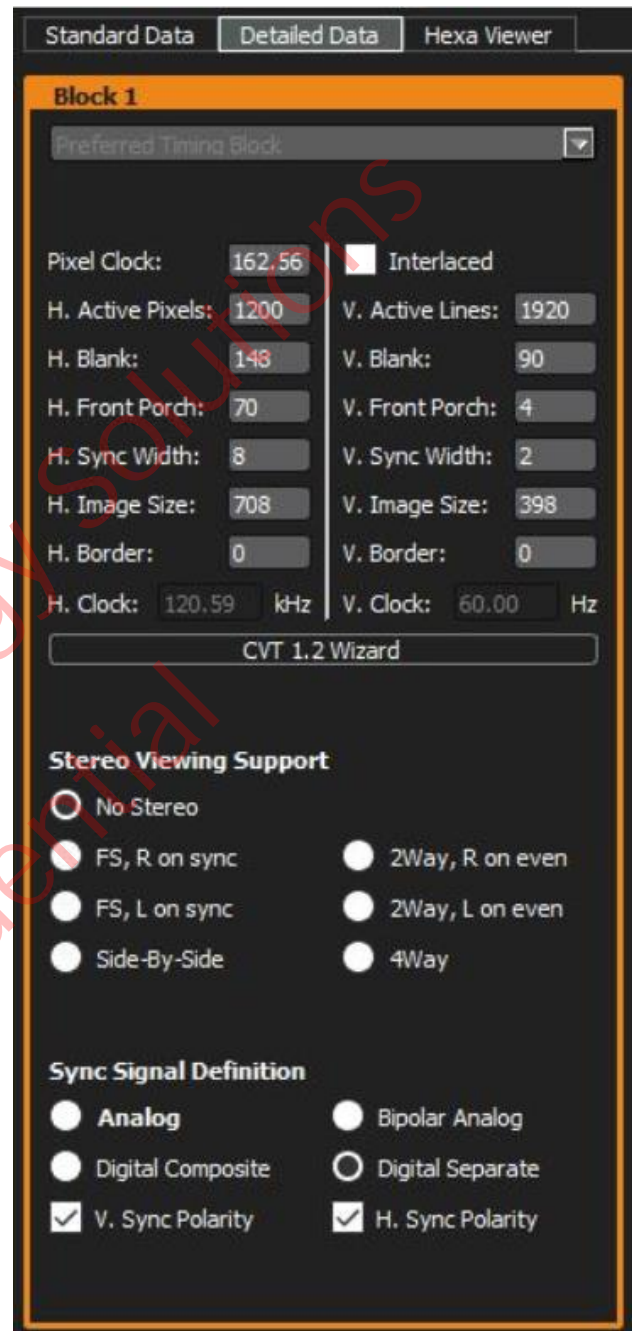 Standard Data Detailed Data Hexa Viewer
Block 1
Preferred Timing Block
Pixel Clock: 162.56 Interlaced
H. Active Pixels: 1200 V. Active Lines: 1920
H. Blank: 148 V. Blank: 90
H. Front Porch: 70 V. Front Porch: 4
H. Sync Width: 8 V. Sync Width: 2
H. Image Size: 708 V. Image Size: 398
H. Border: 0 V. Border: 0
H. Clock: 120.59 kHz V. Clock: 60.00 Hz
CVT 1.2 Wizard
Stereo Viewing Support
No Stereo
FS, R on sync 2Way, R on even
FS, L on sync 2Way, L on even
Side-By-Side 4Way
Sync Signal Definition
Analog Bipolar Analog
Digital Composite Digital Separate
V. Sync Polarity H. Sync Polarity
Solutions